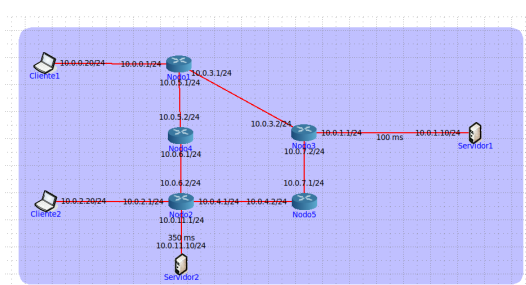 10.0.0.20/24
10.0.0.1/24
Cliente1
Nodo1
10.0.3.1/24
10.0.5.1/24
10.0.5.2/24
10.0.3.2/24
10.0.1.1/24
10.0.1.10/24
100 ms
Nodo4
Nodo3
Servidor1
10.0.6.1/24
10.0.7.2/24
10.0.6.2/24
10.0.7.1/24
10.0.2.20/24
10.0.2.1/24
10.0.4.1/24
10.0.4.2/24
Cliente2
Nodo2
Nodo5
10.0.11.1/24
350 ms
10.0.11.10/24
Servidor2